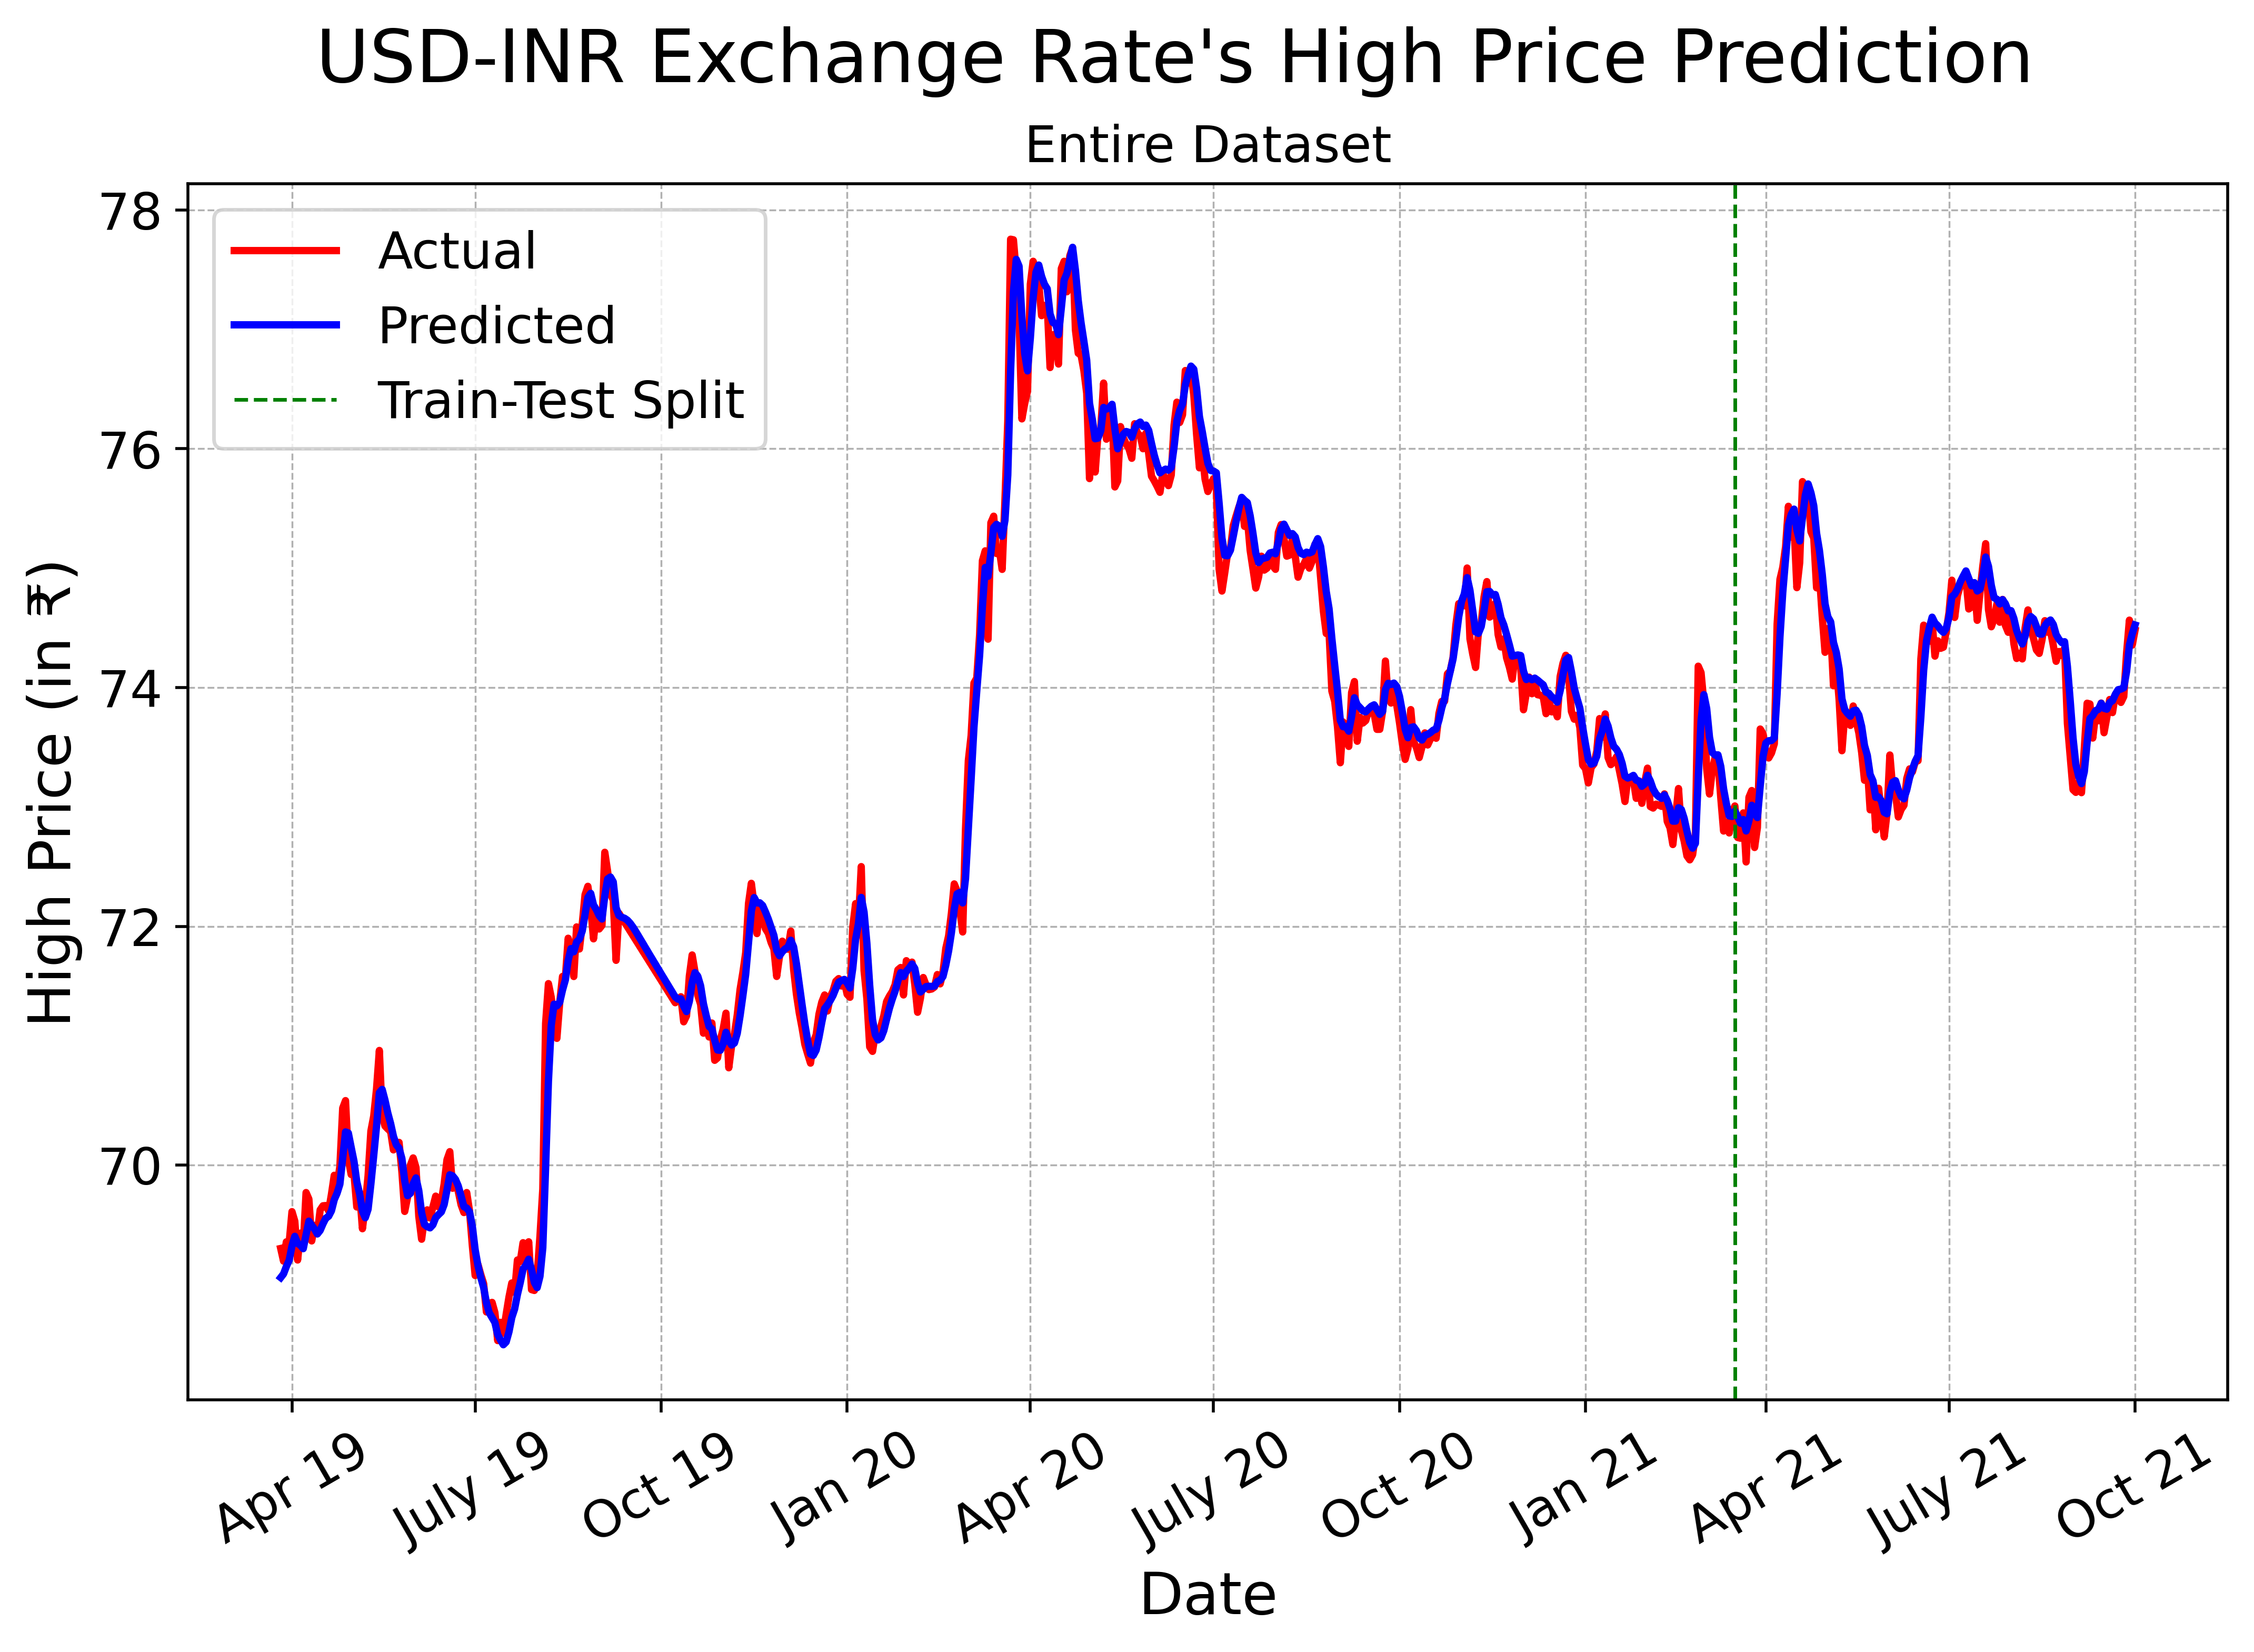 USD-INR Exchange Rate's High Price Prediction
Entire Dataset
Actual
Predicted
Train-Test Split
High Price (in ₹)
78
76
74
72
70
Apr 19
July 19
Oct 19
Jan 20
Apr 20
July 20
Oct 20
Jan 21
Apr 21
July 21
Oct 21
Date